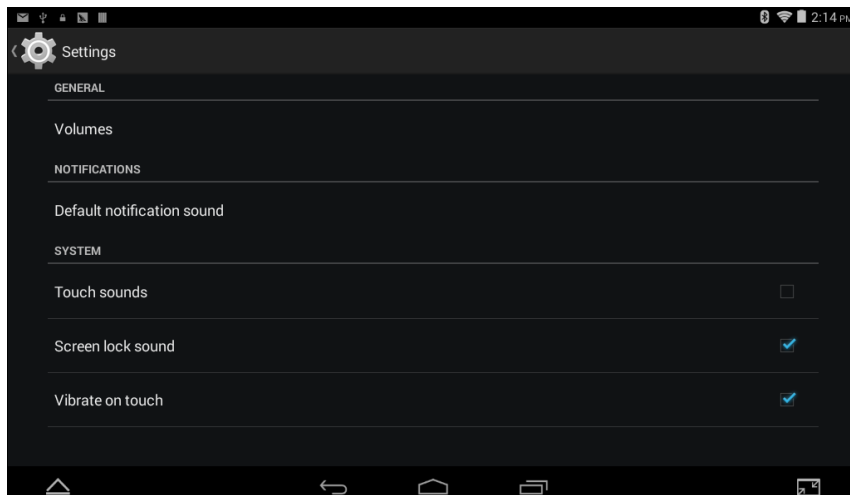 2:14 PM
Settings
GENERAL
Volumes
NOTIFICATIONS
Default notification sound
SYSTEM
Touch sounds
Screen lock sound
Vibrate on touch